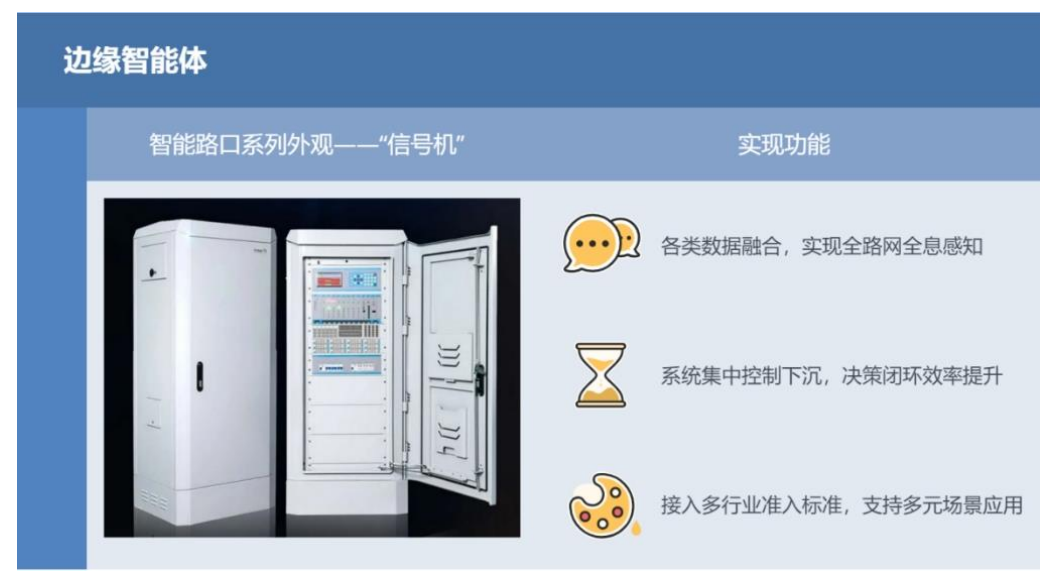 边缘智能体
智能路口系列外观——“信号机”
实现功能
各类数据融合，实现全路网全息感知
系统集中控制下沉，决策闭环效率提升
接入多行业准入标准，支持多元场景应用